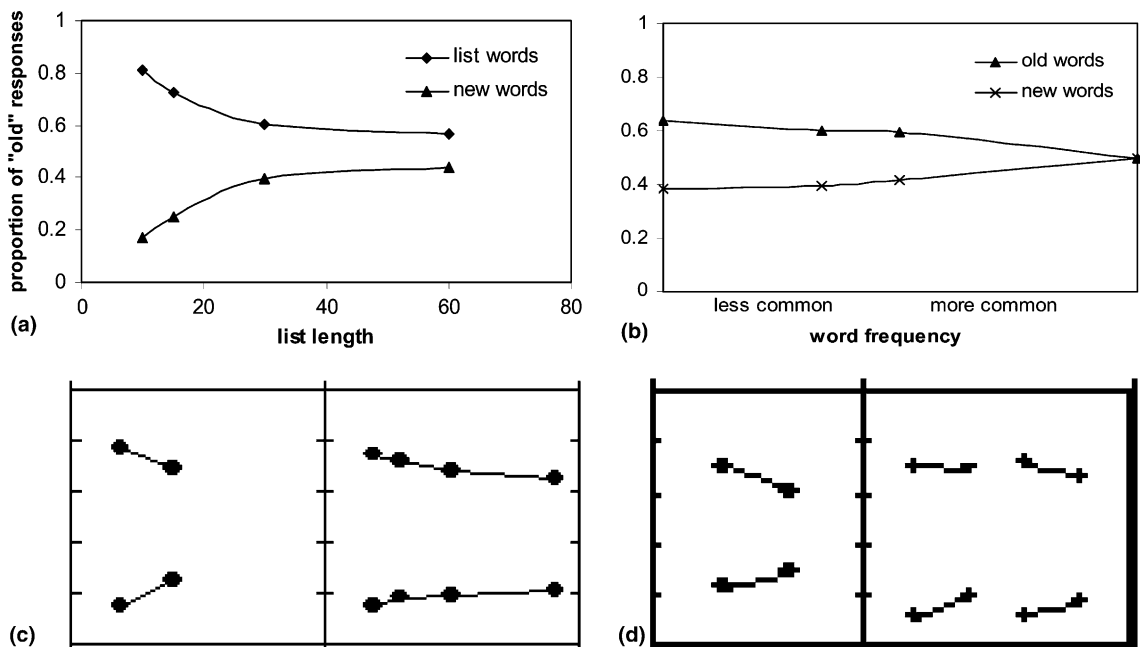 proportion of "old" responses
1
0.8
0.6
0.4
0.2
0
list words
new words
0
20
40
60
80
list length
(a)
1
0.8
0.6
0.4
0.2
0
old words
new words
less common
more common
word frequency
(b)
(c)
(d)